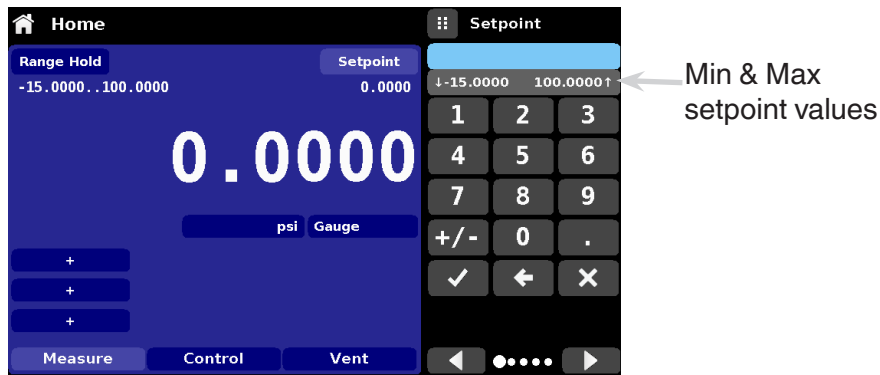 Home
Range Hold
Setpoint
-15.0000..100.0000
0.0000
0.0000
psi
Gauge
+
+
+
Measure
Control
Vent
Setpoint
↓-15.0000 100.0000↑
1 2 3
4 5 6
7 8 9
+/- 0 .
Min & Max
setpoint values